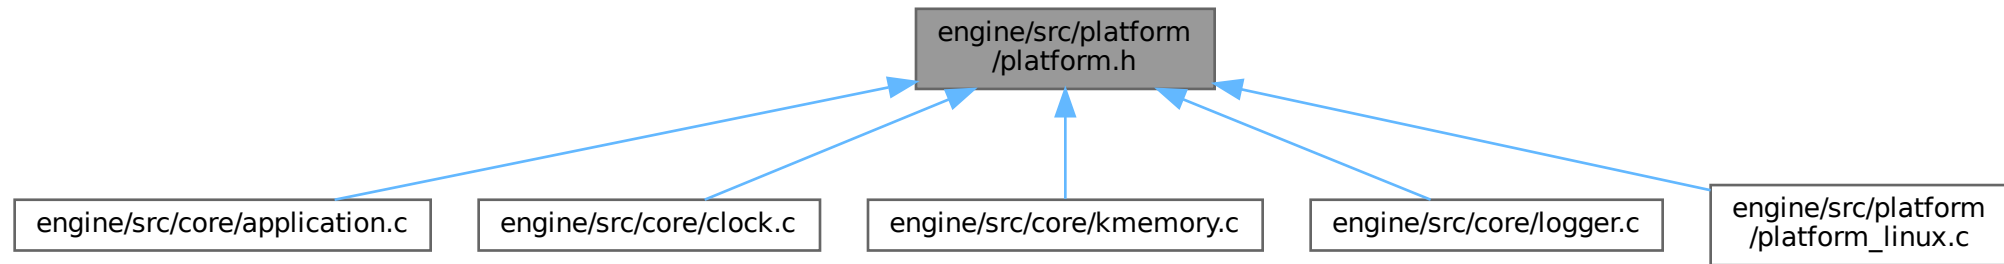 engine/src/platform
/platform.h
engine/src/core/application.c
engine/src/core/clock.c
engine/src/core/kmemory.c
engine/src/core/logger.c
engine/src/platform
/platform_linux.c